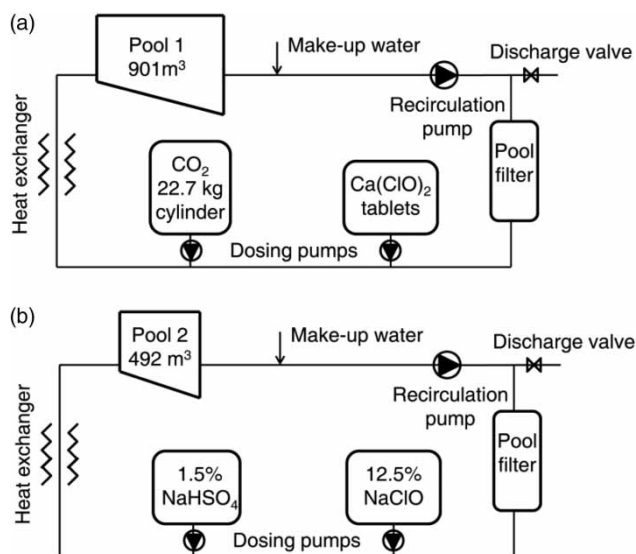 (a)
Pool 1
901m³
Make-up water
Discharge valve
Recirculation
pump
Heat exchanger
CO₂
22.7 kg
cylinder
Ca(ClO)₂
tablets
Pool
filter
Dosing pumps
(b)
Pool 2
492 m³
Make-up water
Discharge valve
Recirculation
pump
Heat exchanger
1.5%
NaHSO₄
12.5%
NaClO
Pool
filter
Dosing pumps